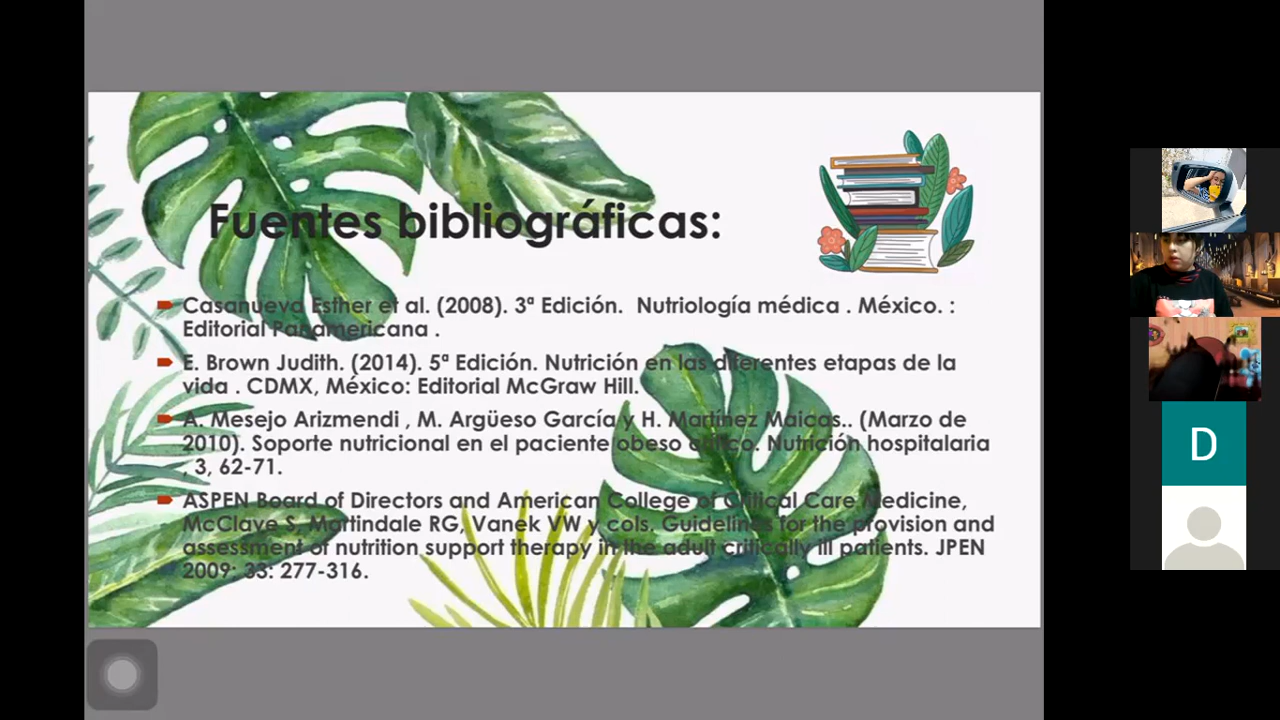 Fuentes bibliográficas:
Casanueva Esther et al. (2008). 3ª Edición. Nutriología médica . México. :
Editorial Panamericana .
E. Brown Judith. (2014). 5ª Edición. Nutrición en las diferentes etapas de la
vida . CDMX, México: Editorial McGraw Hill.
A. Mesejo Arizmendi , M. Argüeso García y H. Martínez Maicas.. (Marzo de
2010). Soporte nutricional en el paciente obeso crítico. Nutrición hospitalaria
, 3, 62-71.
ASPEN Board of Directors and American College of Critical Care Medicine,
McClave S, Martindale RG, Vanek VW y cols. Guidelines for the provision and
assessment of nutrition support therapy in the adult critically ill patients. JPEN
2009; 33: 277-316.
D